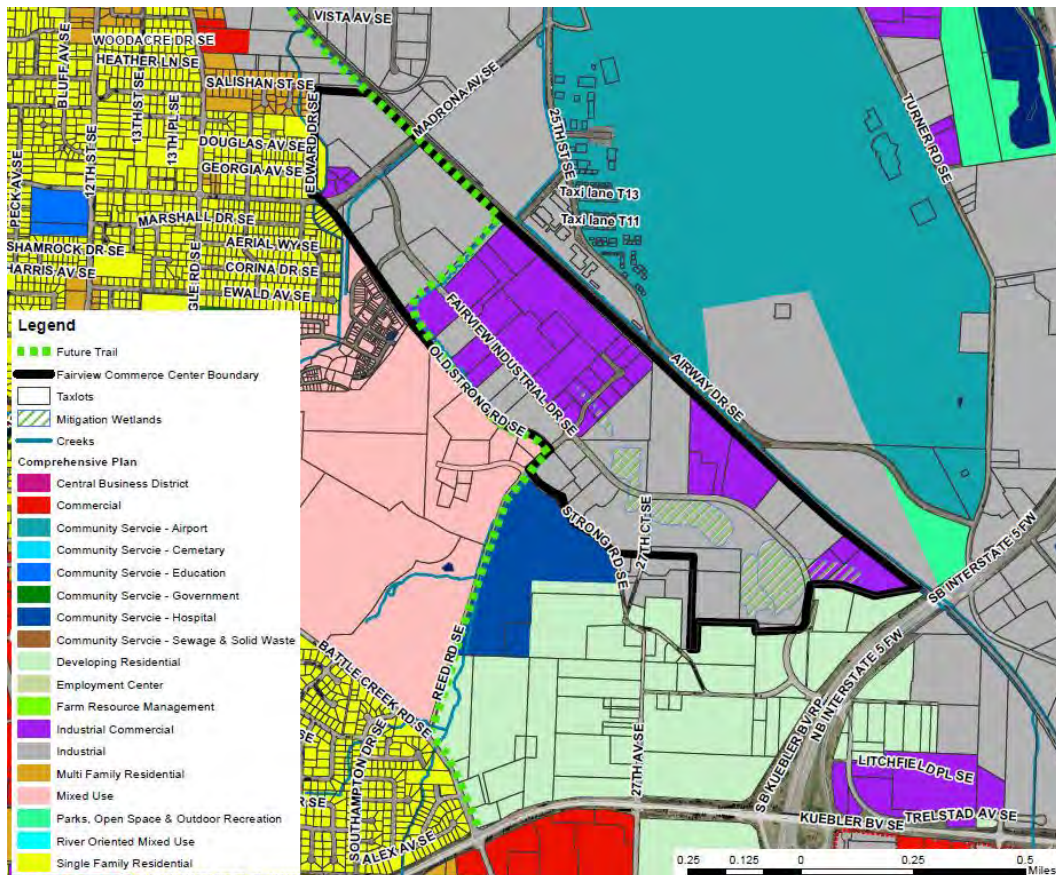 VISTA AV SE
WOODACRE DR SE
HEATHER LN SE
BLUFF AV SE
13TH ST SE
SALISHAN ST SE
MADRONA AV SE
25TH ST SE
TURNER RD SE
12TH ST SE
13TH PL SE
EDWARD DR SE
DOUGLAS AV SE
GEORGIA AV SE
PECK AV SE
Taxi lane T13
MARSHALL DR SE
Taxi lane T11
SHAMROCK DR SE
AERIAL WY SE
HARRIS AV SE
CORINA DR SE
GLE RD SE
EWALD AV SE
FAIRVIEW INDUSTRIAL DR SE
OLD STRONG RD SE
AIRWAY DR SE
STRONG RD SE
27TH CT SE
SB INTERSTATE 5 FW
NB INTERSTATE 5 FW
REED RD SE
BATTLE CREEK RD SE
SB KUEBLER BV RP
27TH AV SE
SOUTHAMPTON DR SE
R SE
LITCHFIELD PL SE
TRELSTAD AV SE
KUEBLER BV SE
ALEX AV SE
Legend
Future Trail
Fairview Commerce Center Boundary
Taxlots
Mitigation Wetlands
Creeks
Comprehensive Plan
Central Business District
Commercial
Community Servcie - Airport
Community Servcie - Cemetary
Community Servcie - Education
Community Servcie - Government
Community Servcie - Hospital
Community Servcie - Sewage & Solid Waste
Developing Residential
Employment Center
Farm Resource Management
Industrial Commercial
Industrial
Multi Family Residential
Mixed Use
Parks, Open Space & Outdoor Recreation
River Oriented Mixed Use
Single Family Residential
0.25 0.125 0 0.25 0.5
Miles